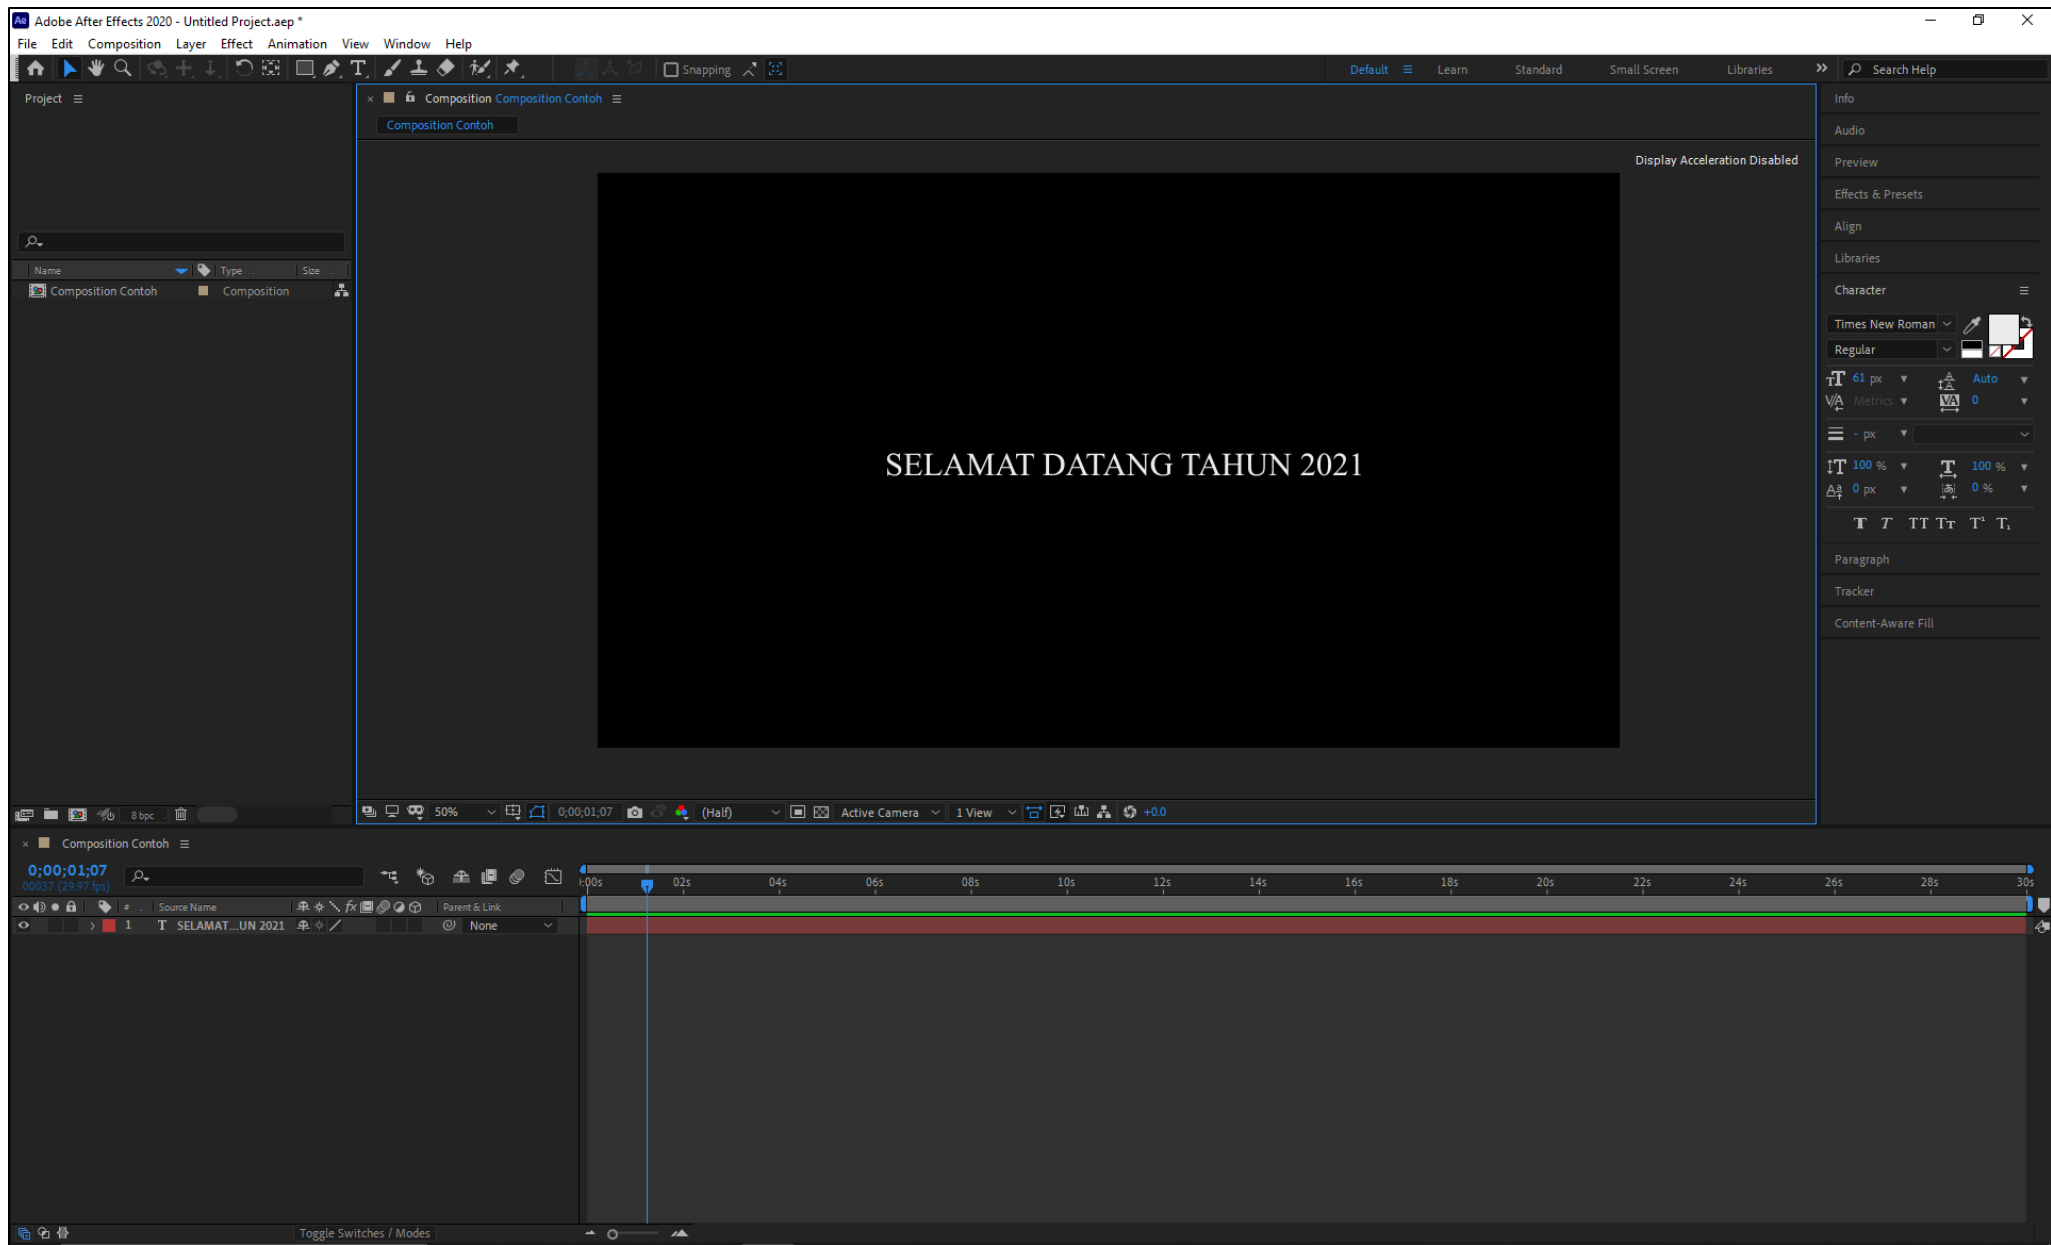 Adobe After Effects 2020 - Untitled Project.aep *
File Edit Composition Layer Effect Animation View Window Help
Snapping
Default Learn Standard Small Screen Libraries
Search Help
Project
Composition Composition Contoh
Composition Contoh
Display Acceleration Disabled
Name Type Size
Composition Contoh Composition
SELAMAT DATANG TAHUN 2021
Info
Audio
Preview
Effects & Presets
Align
Libraries
Character
Times New Roman
Regular
61 px Auto
Metrics 0
- px
100 % 100 %
0 px 0 %
Paragraph
Tracker
Content-Aware Fill
8 bpc
50% 0;00;01;07 (Half) Active Camera 1 View +0.0
Composition Contoh
0;00;01;07
00037 (29.97 fps)
:00s 02s 04s 06s 08s 10s 12s 14s 16s 18s 20s 22s 24s 26s 28s 30s
# Source Name Parent & Link
1 T SELAMAT...UN 2021 None
Toggle Switches / Modes